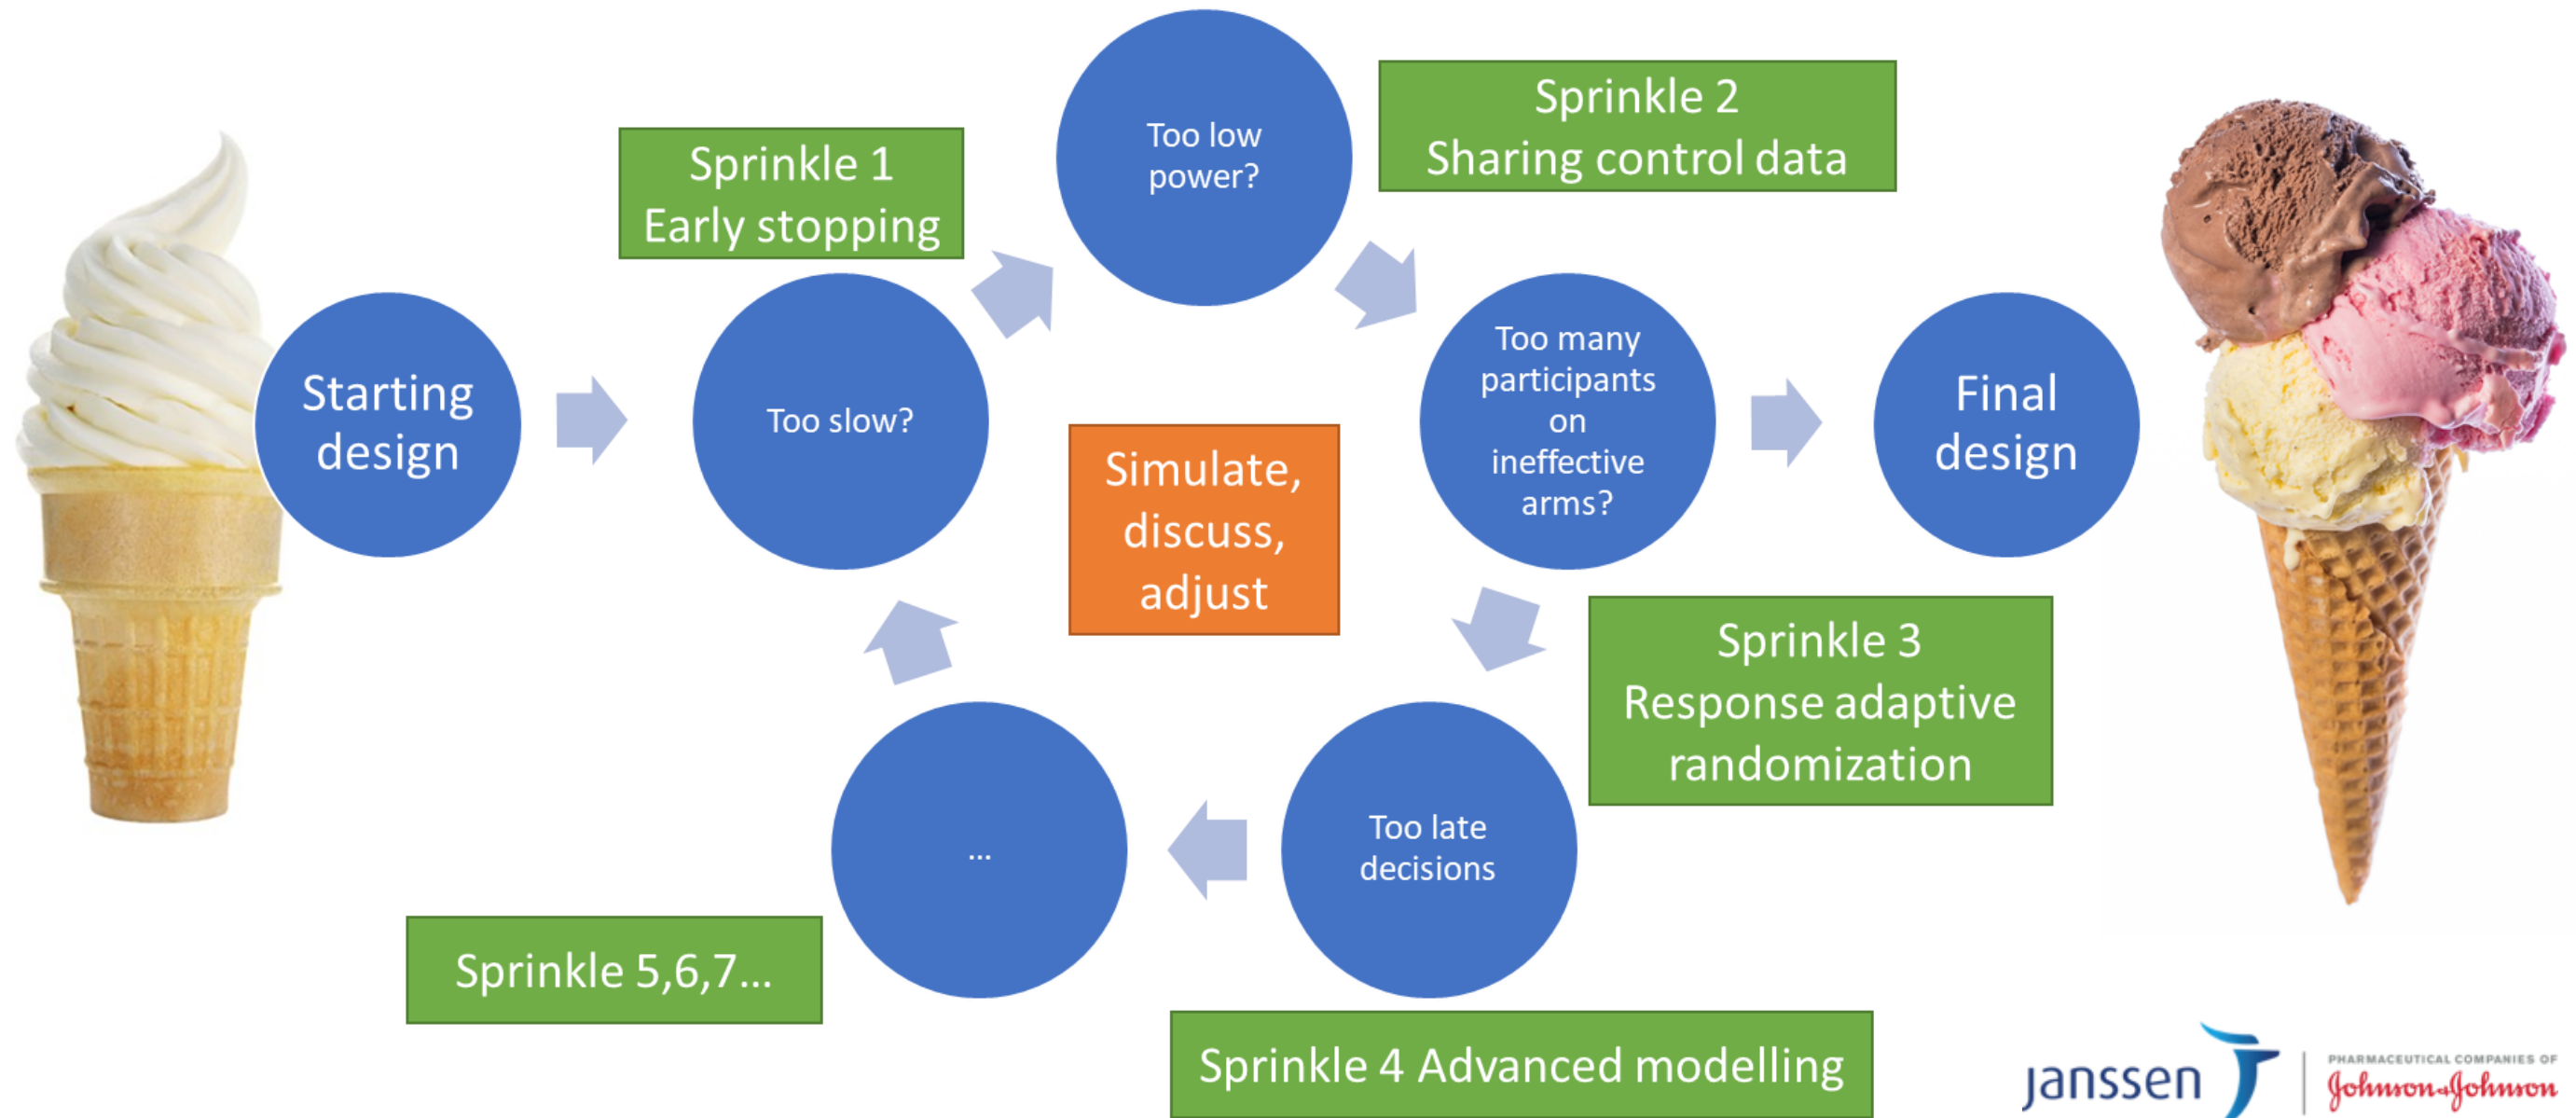 Starting
design
Too slow?
Sprinkle 1
Early stopping
Too low
power?
Sprinkle 2
Sharing control data
Too many
participants
on
ineffective
arms?
Final
design
Simulate,
discuss,
adjust
Sprinkle 3
Response adaptive
randomization
Too late
decisions
Sprinkle 4 Advanced modelling
...
Sprinkle 5,6,7...
janssen
PHARMACEUTICAL COMPANIES OF
Johnson & Johnson